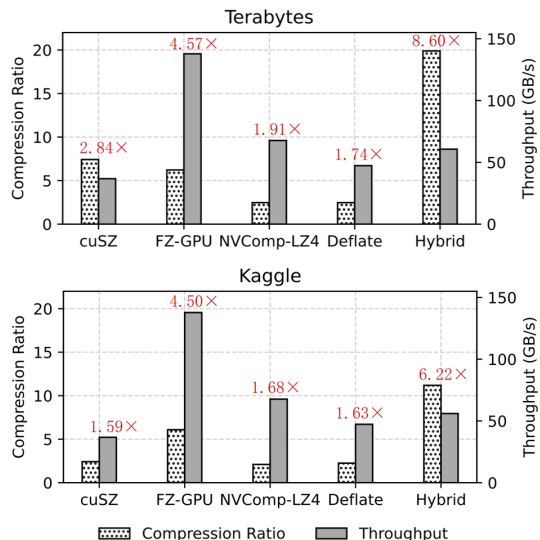 Terabytes
Compression Ratio
Throughput (GB/s)
20
15
10
5
0
150
100
50
0
2.84×
4.57×
1.91×
1.74×
8.60×
cuSZ
FZ-GPU
NVComp-LZ4
Deflate
Hybrid
Kaggle
Compression Ratio
Throughput (GB/s)
20
15
10
5
0
150
100
50
0
1.59×
4.50×
1.68×
1.63×
6.22×
cuSZ
FZ-GPU
NVComp-LZ4
Deflate
Hybrid
Compression Ratio
Throughput